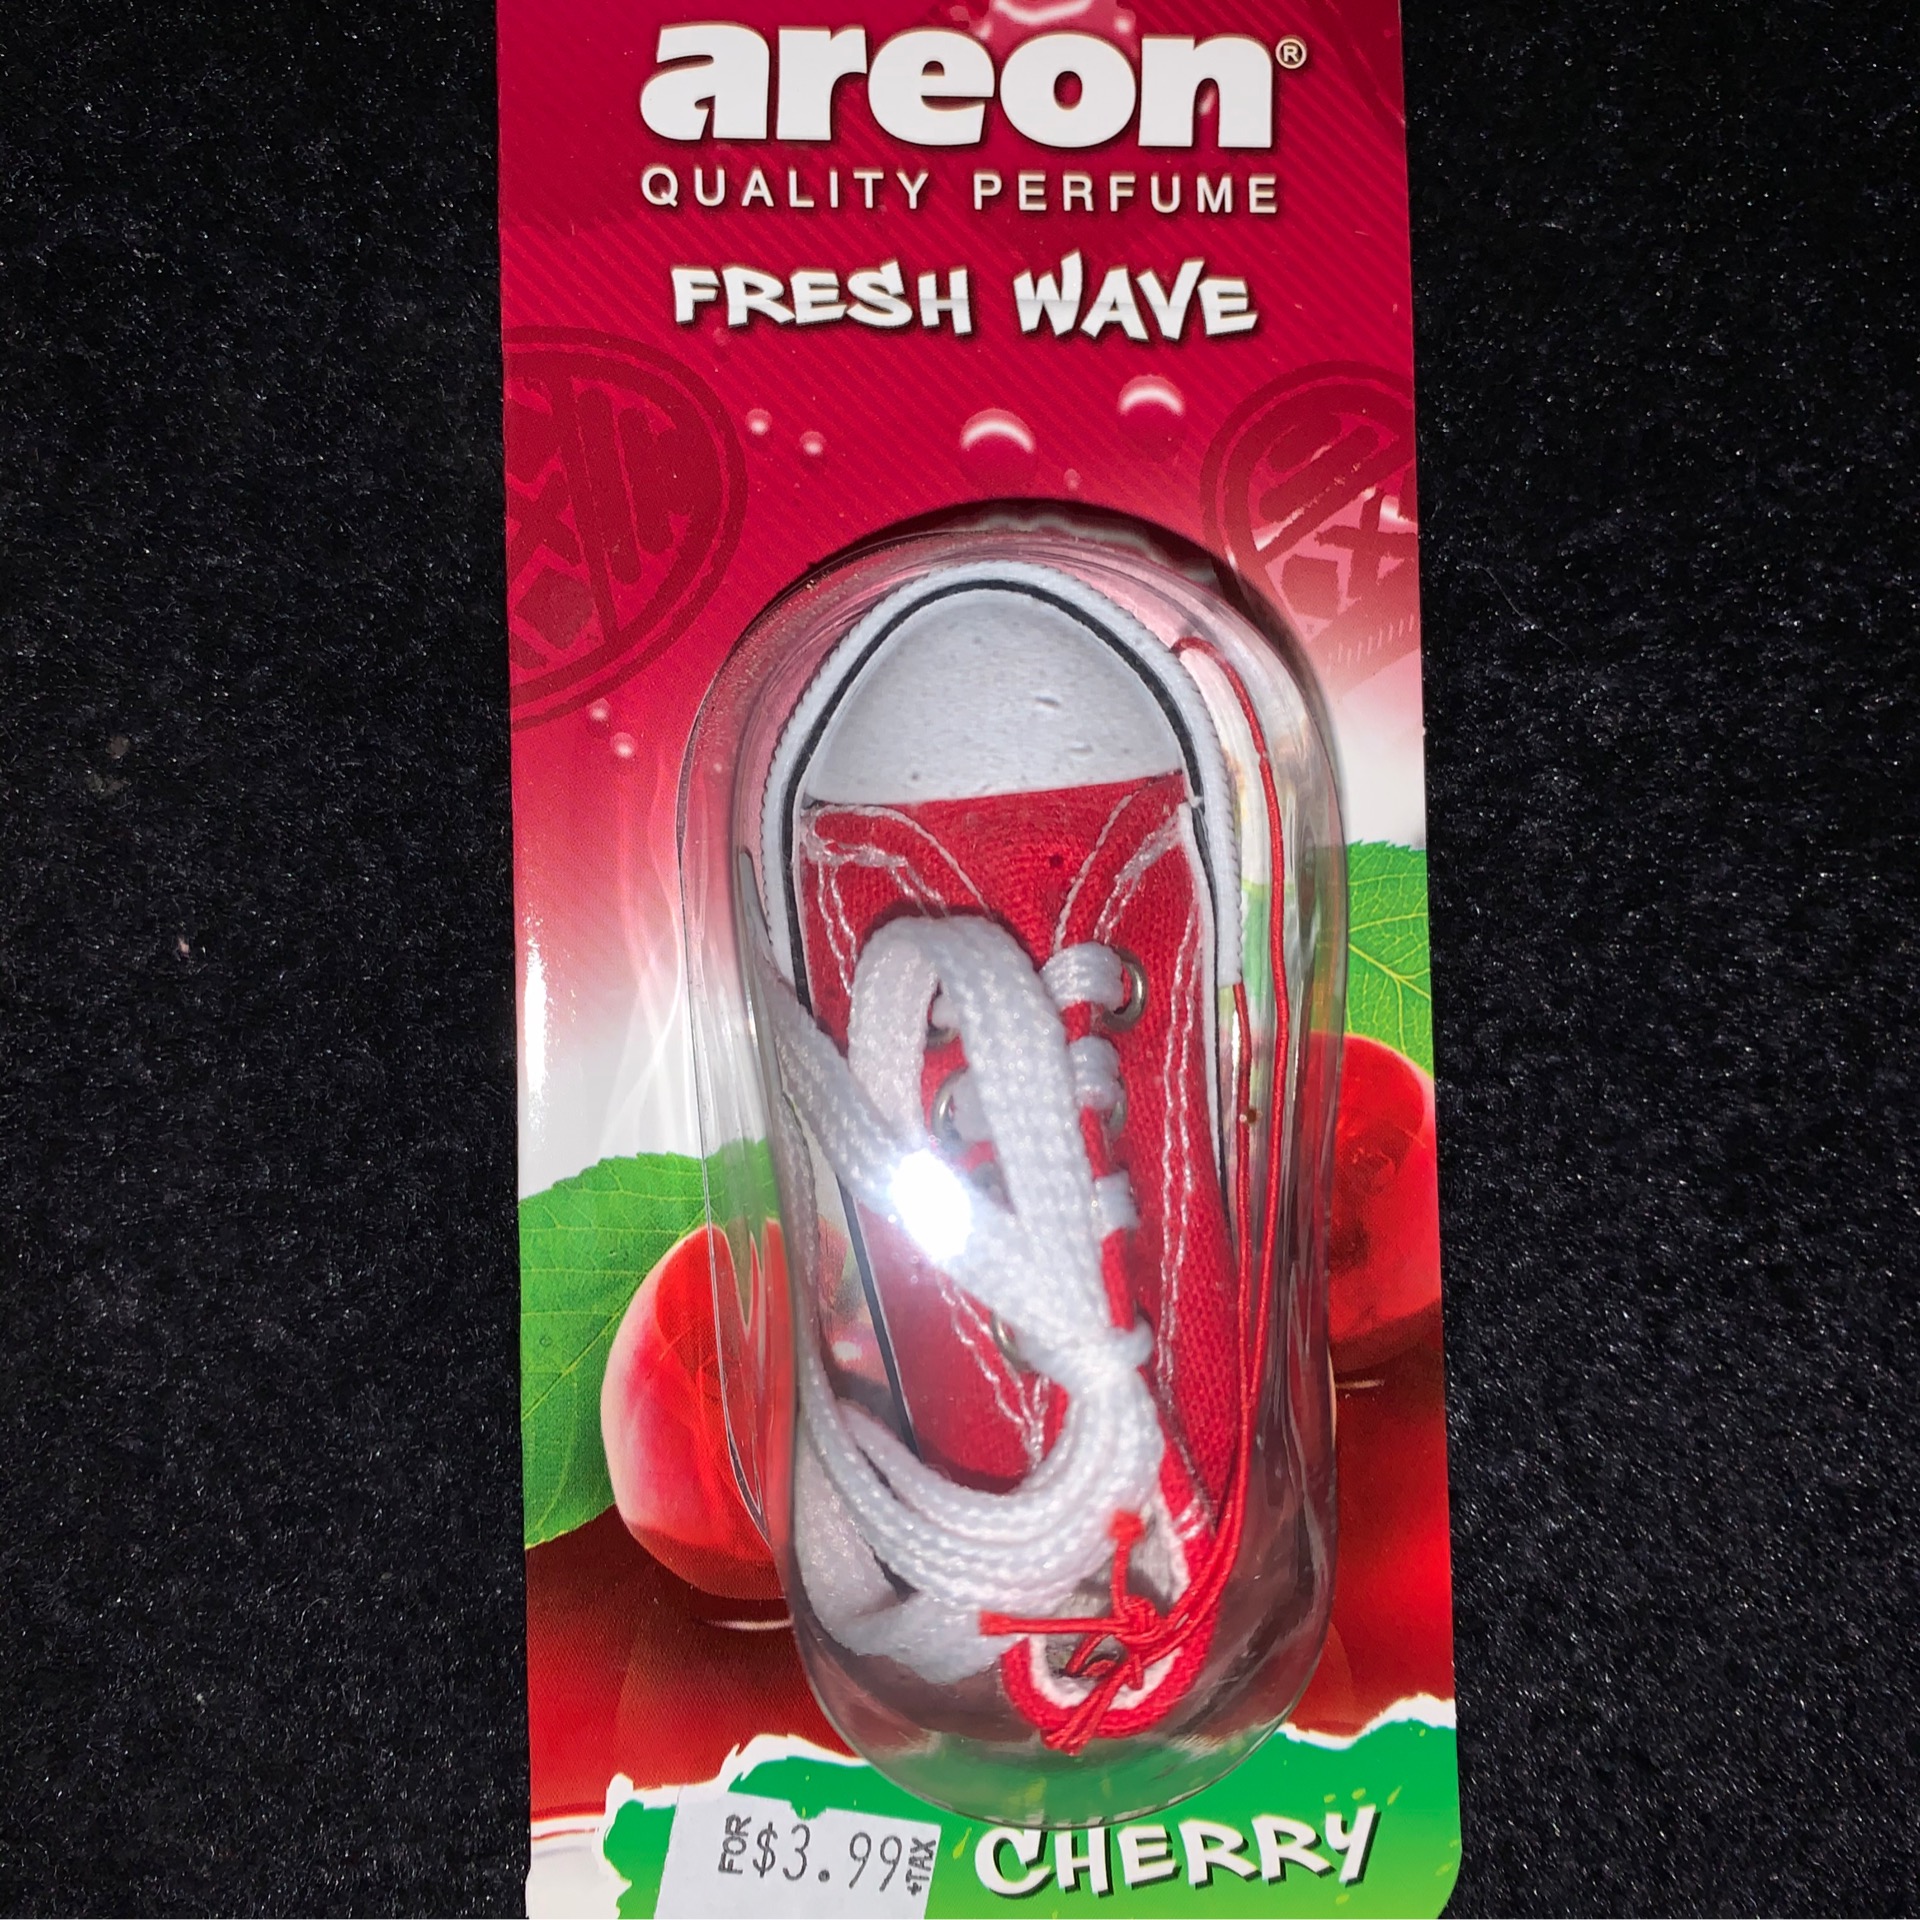 areon®
QUALITY PERFUME
FRESH WAVE
FOR $3.99 +TAX
CHERRY